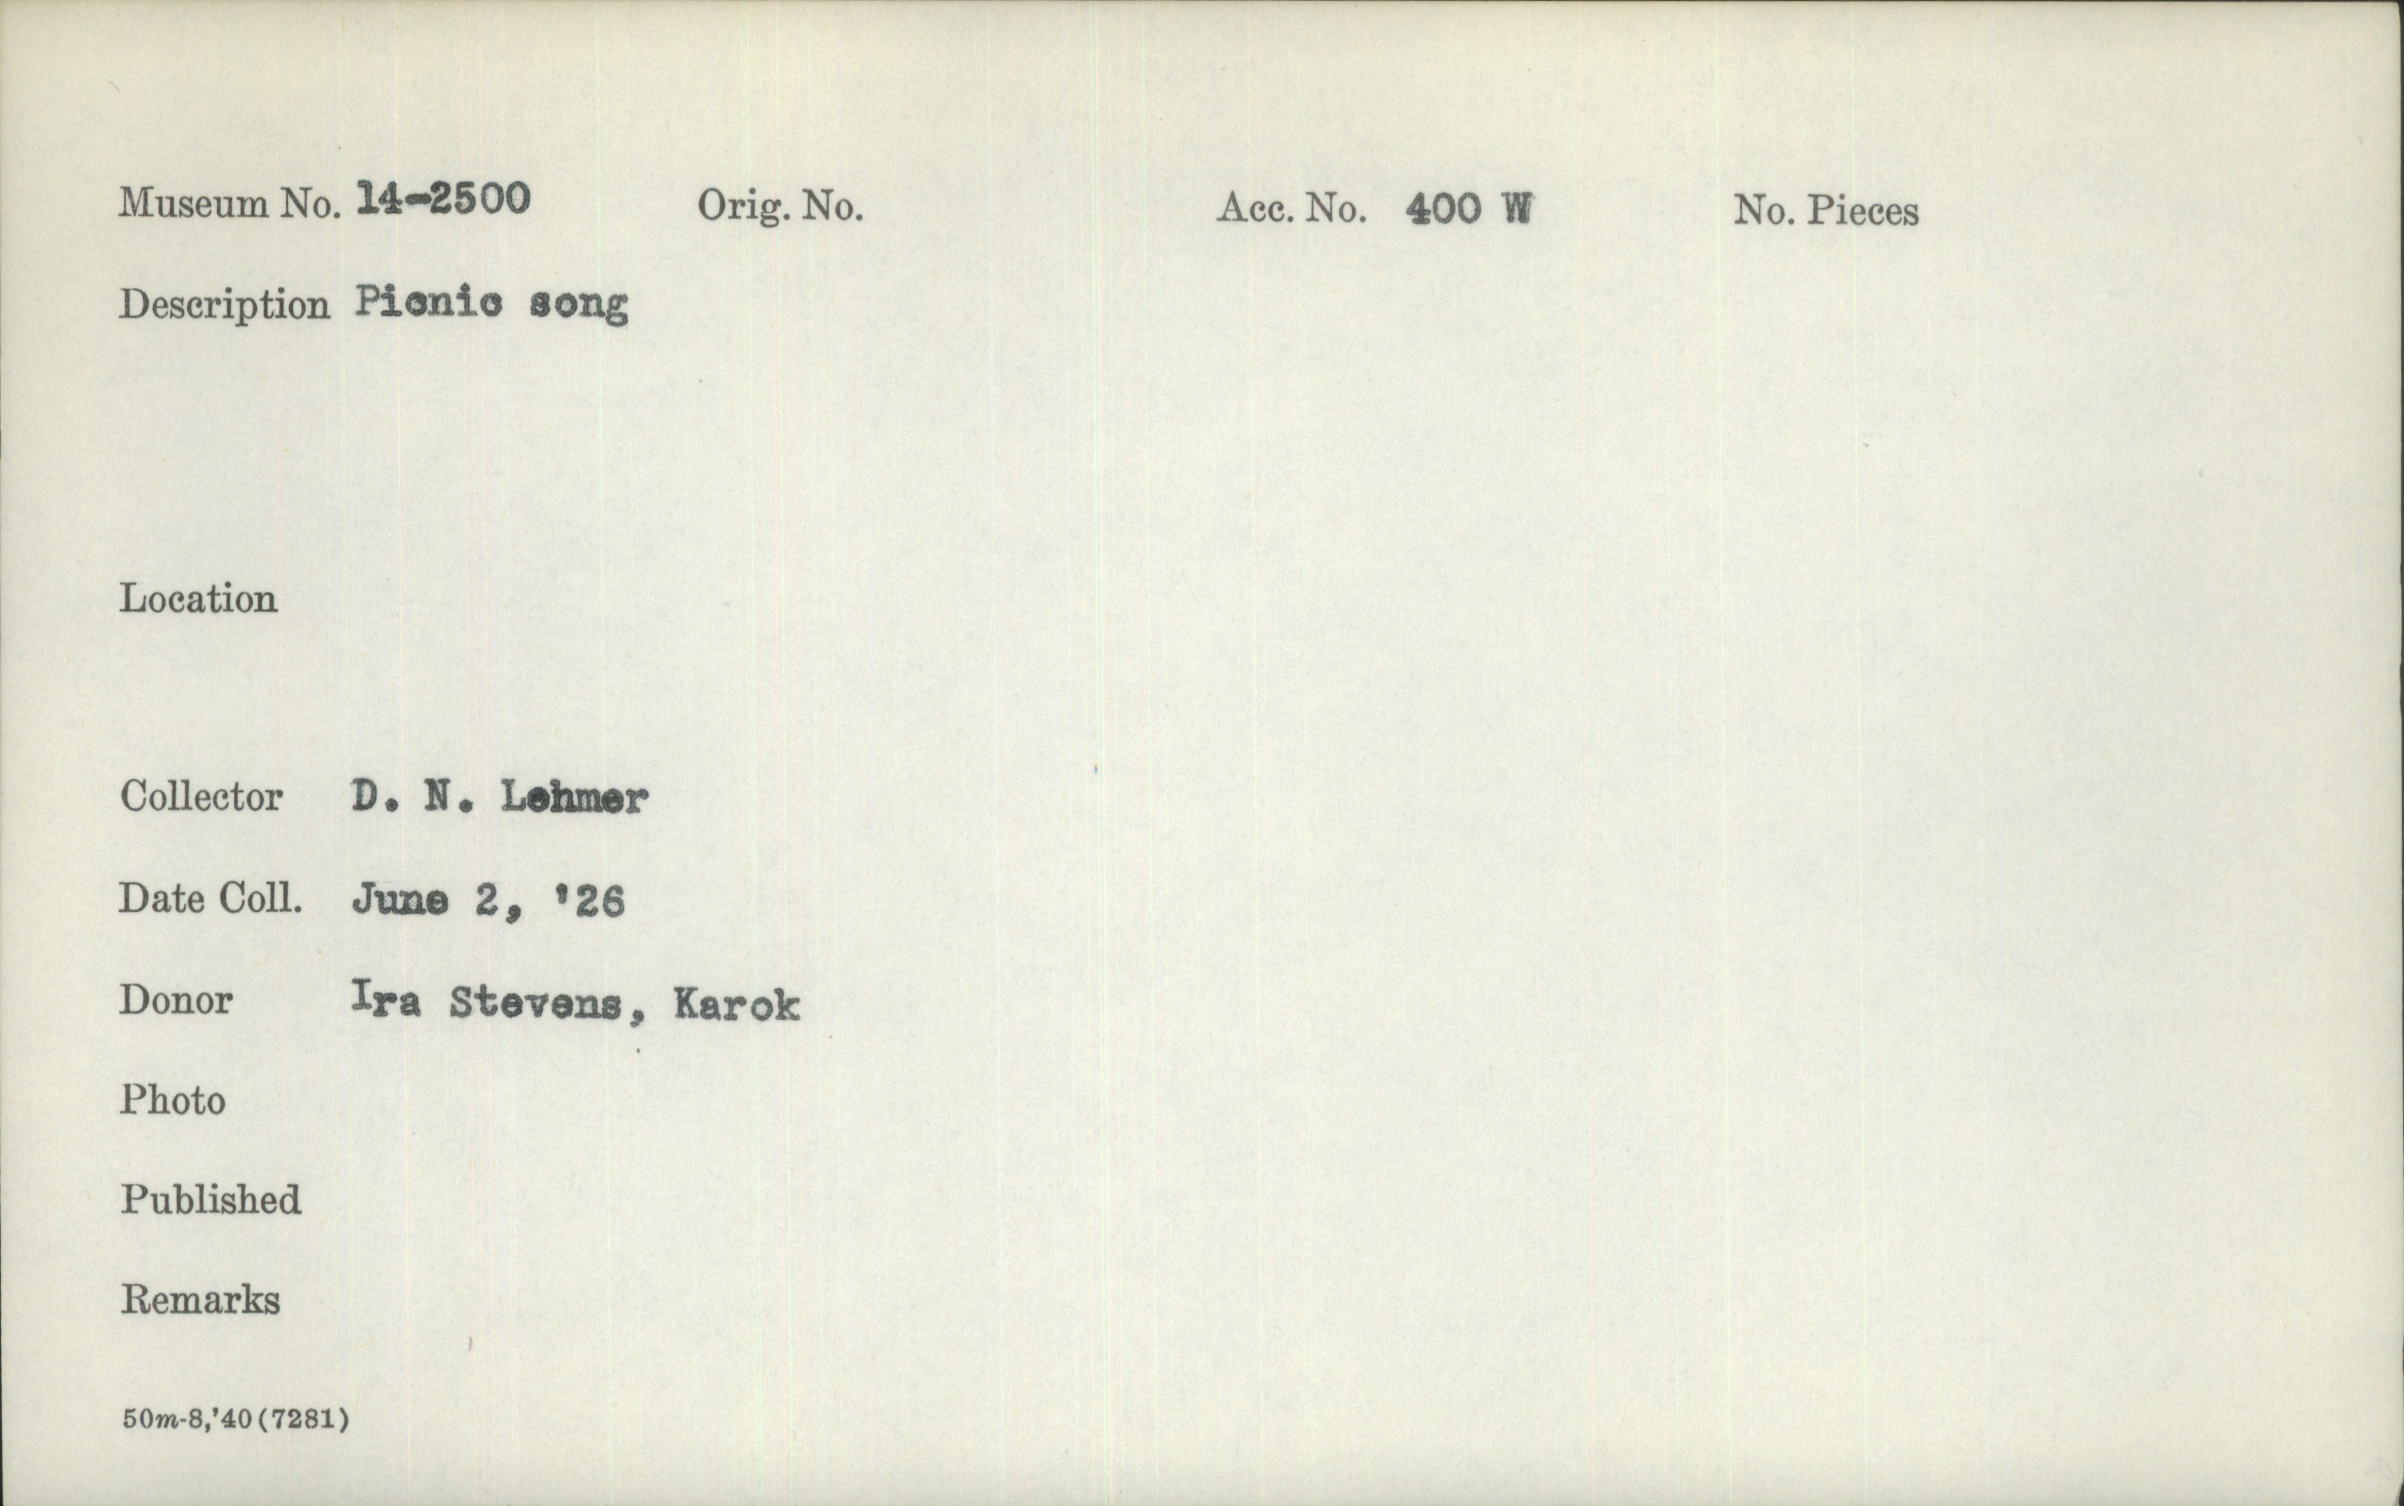 Museum No. 14-2500 Orig. No. Acc. No. 400 W No. Pieces
Description Picnic song
Location
Collector D. N. Lehmer
Date Coll. June 2, '26
Donor Ira Stevens, Karok
Photo
Published
Remarks
50m-8,'40(7281)